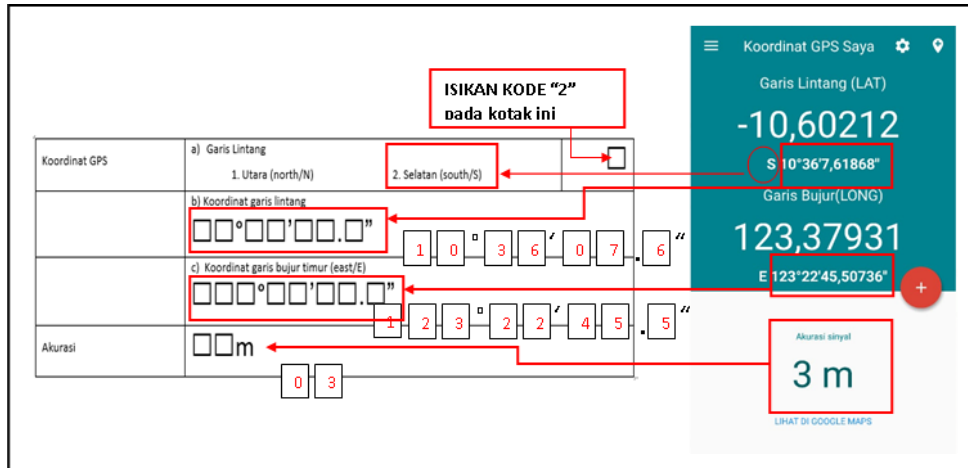 ISIKAN KODE “2”
pada kotak ini
Koordinat GPS
a) Garis Lintang
1. Utara (north/N)
2. Selatan (south/S)
b) Koordinat garis lintang
□□°□□’□□.□”
1 0 ° 3 6 ‘ 0 7 . 6 “
c) Koordinat garis bujur timur (east/E)
□□□°□□’□□.□”
1 2 3 ° 2 2 ‘ 4 5 . 5 “
Akurasi
□□m
0 3
Koordinat GPS Saya
Garis Lintang (LAT)
-10,60212
S 10°36'7,61868"
Garis Bujur(LONG)
123,37931
E 123°22'45,50736"
+
Akurasi sinyal
3 m
LIHAT DI GOOGLE MAPS